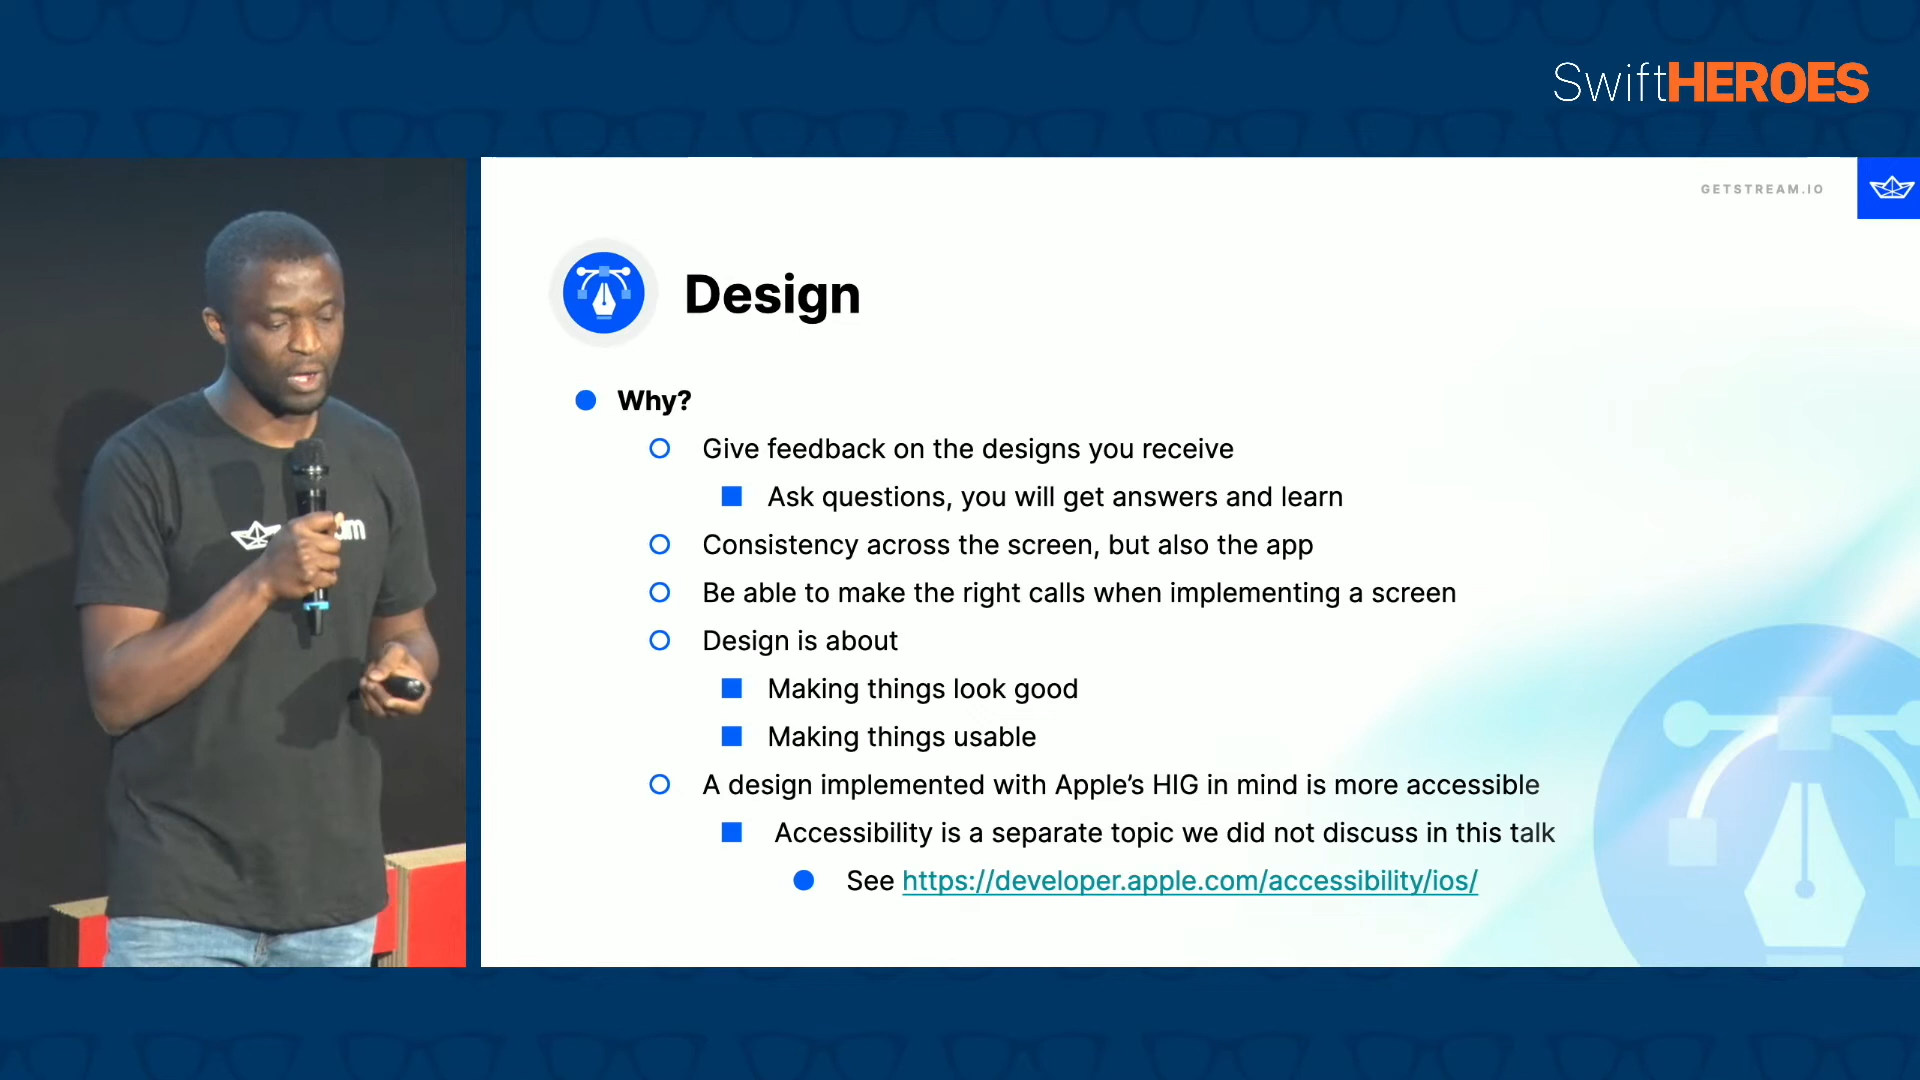 SwiftHEROES
GETSTREAM.IO
Design
Why?
Give feedback on the designs you receive
Ask questions, you will get answers and learn
Consistency across the screen, but also the app
Be able to make the right calls when implementing a screen
Design is about
Making things look good
Making things usable
A design implemented with Apple’s HIG in mind is more accessible
Accessibility is a separate topic we did not discuss in this talk
See https://developer.apple.com/accessibility/ios/